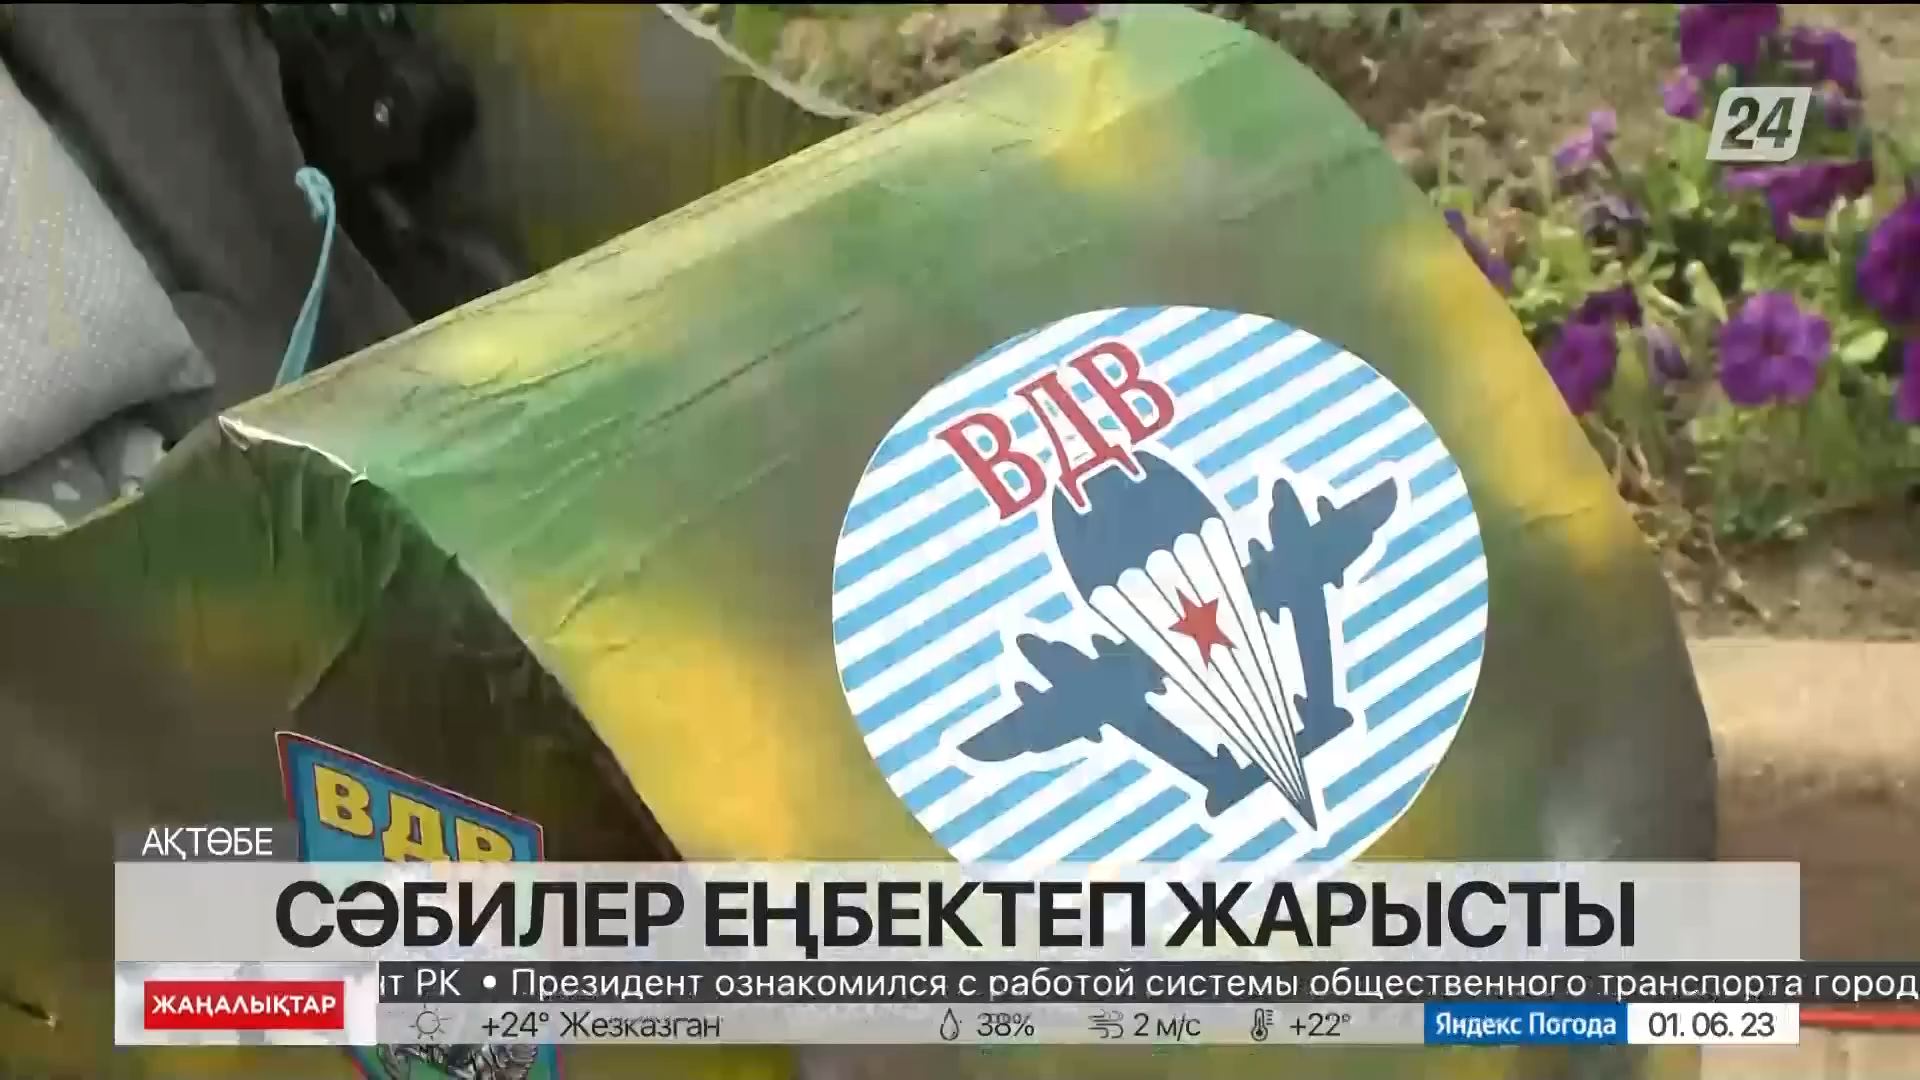 24
ВДВ
ВДВ
АҚТӨБЕ
СӘБИЛЕР ЕҢБЕКТЕП ЖАРЫСТЫ
РК • Президент ознакомился с работой системы общественного транспорта город
ЖАҢАЛЫҚТАР
+24° Жезказган 38% 2 м/с +22° Яндекс Погода 01. 06. 23